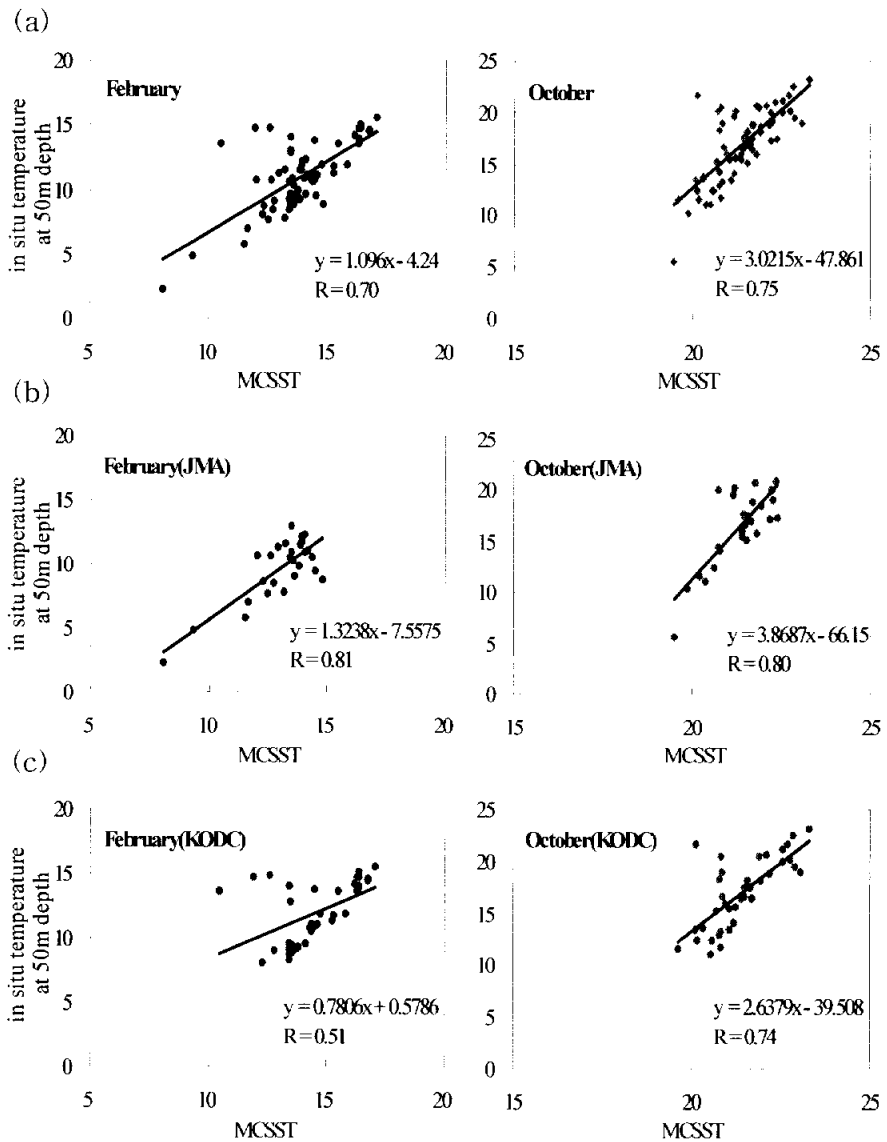 (a)
in situ temperature
at 50m depth
20
15
10
5
0
February
y = 1.096x - 4.24
R = 0.70
5 10 15 20
MCSST
25
20
15
10
5
0
October
y = 3.0215x - 47.861
R = 0.75
15 20 25
MCSST
(b)
in situ temperature
at 50m depth
20
15
10
5
0
February(JMA)
y = 1.3238x - 7.5575
R = 0.81
5 10 15 20
MCSST
25
20
15
10
5
0
October(JMA)
y = 3.8687x - 66.15
R = 0.80
15 20 25
MCSST
(c)
in situ temperature
at 50m depth
20
15
10
5
0
February(KODC)
y = 0.7806x + 0.5786
R = 0.51
5 10 15 20
MCSST
25
20
15
10
5
0
October(KODC)
y = 2.6379x - 39.508
R = 0.74
15 20 25
MCSST